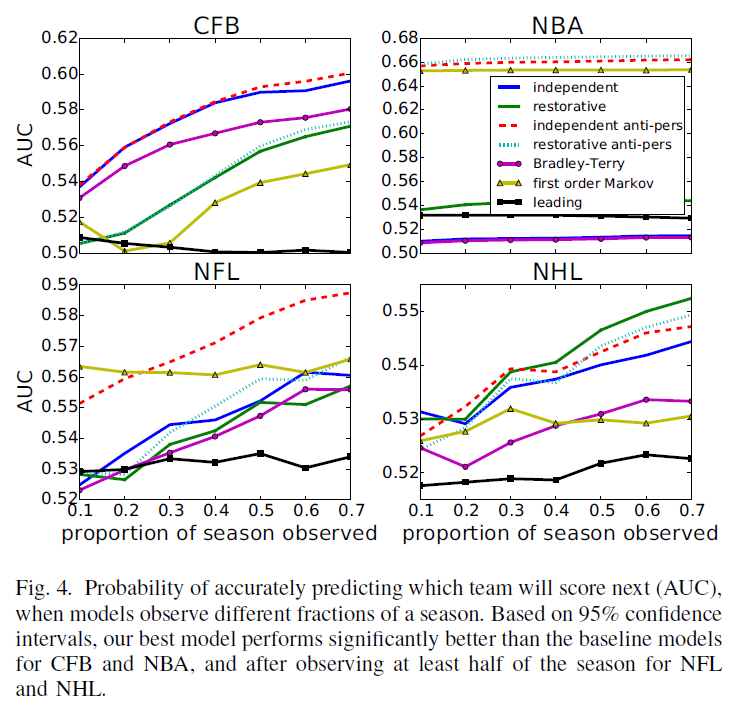 CFB
NBA
0.62
0.60
0.58
0.56
0.54
0.52
0.50
AUC
0.68
0.66
0.64
0.62
0.60
0.58
0.56
0.54
0.52
0.50
independent
restorative
independent anti-pers
restorative anti-pers
Bradley-Terry
first order Markov
leading
NFL
NHL
0.59
0.58
0.57
0.56
0.55
0.54
0.53
0.52
AUC
0.1 0.2 0.3 0.4 0.5 0.6 0.7
proportion of season observed
0.55
0.54
0.53
0.52
0.1 0.2 0.3 0.4 0.5 0.6 0.7
proportion of season observed
Fig. 4. Probability of accurately predicting which team will score next (AUC),
when models observe different fractions of a season. Based on 95% confidence
intervals, our best model performs significantly better than the baseline models
for CFB and NBA, and after observing at least half of the season for NFL
and NHL.